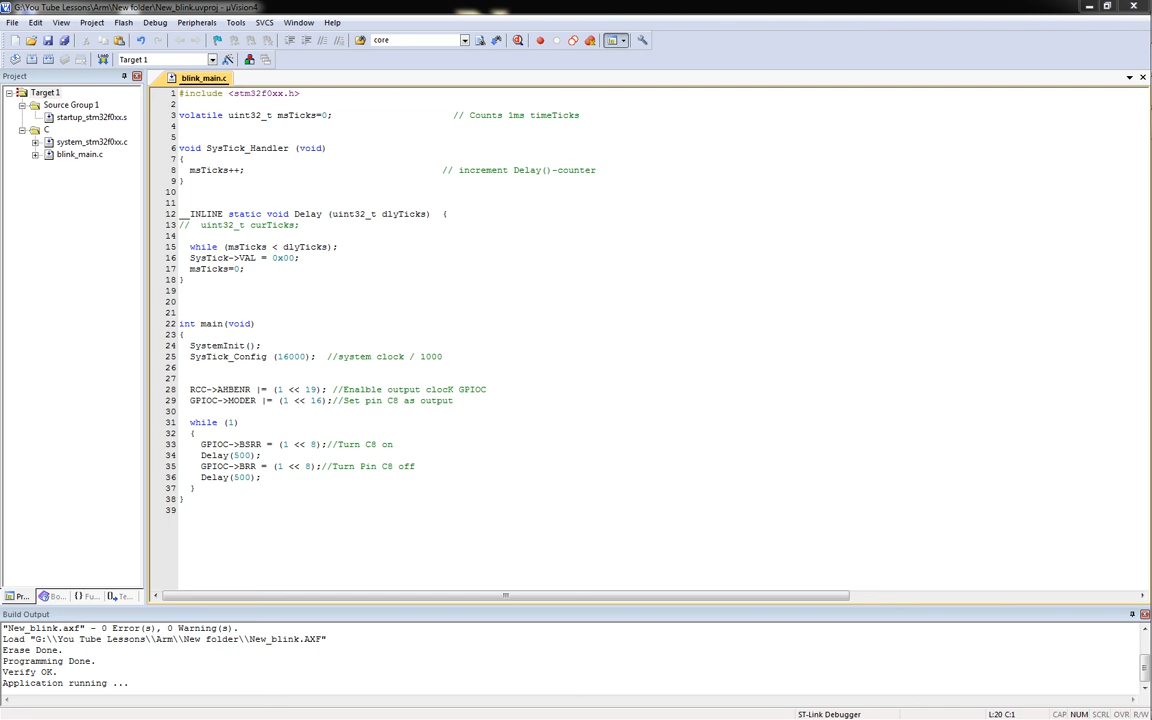 G:\You Tube Lessons\Arm\New folder\New_blink.uvproj - µVision4
File Edit View Project Flash Debug Peripherals Tools SVCS Window Help
core
Target 1
Project
Target 1
Source Group 1
startup_stm32f0xx.s
C
system_stm32f0xx.c
blink_main.c
Pr...
Bo...
{} Fu...
Te...
blink_main.c
1 #include <stm32f0xx.h>
2
3 volatile uint32_t msTicks=0; // Counts 1ms timeTicks
4
5
6 void SysTick_Handler (void)
7 {
8 msTicks++; // increment Delay()-counter
9 }
10
11
12 __INLINE static void Delay (uint32_t dlyTicks) {
13 // uint32_t curTicks;
14
15 while (msTicks < dlyTicks);
16 SysTick->VAL = 0x00;
17 msTicks=0;
18 }
19
20
21
22 int main(void)
23 {
24 SystemInit();
25 SysTick_Config (16000); //system clock / 1000
26
27
28 RCC->AHBENR |= (1 << 19); //Enalble output clocK GPIOC
29 GPIOC->MODER |= (1 << 16);//Set pin C8 as output
30
31 while (1)
32 {
33 GPIOC->BSRR = (1 << 8);//Turn C8 on
34 Delay(500);
35 GPIOC->BRR = (1 << 8);//Turn Pin C8 off
36 Delay(500);
37 }
38 }
39
Build Output
"New_blink.axf" - 0 Error(s), 0 Warning(s).
Load "G:\\You Tube Lessons\\Arm\\New folder\\New_blink.AXF"
Erase Done.
Programming Done.
Verify OK.
Application running ...
ST-Link Debugger L:20 C:1 CAP NUM SCRL OVR R/W